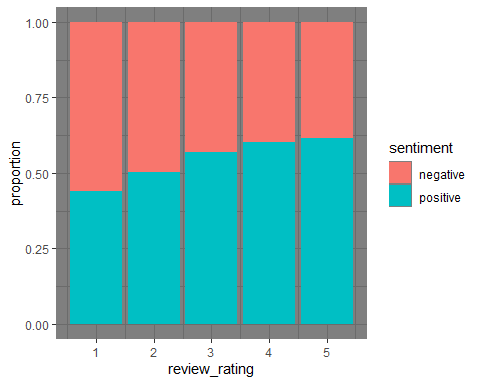 1.00
0.75
0.50
0.25
0.00
proportion
1 2 3 4 5
review_rating
sentiment
negative
positive